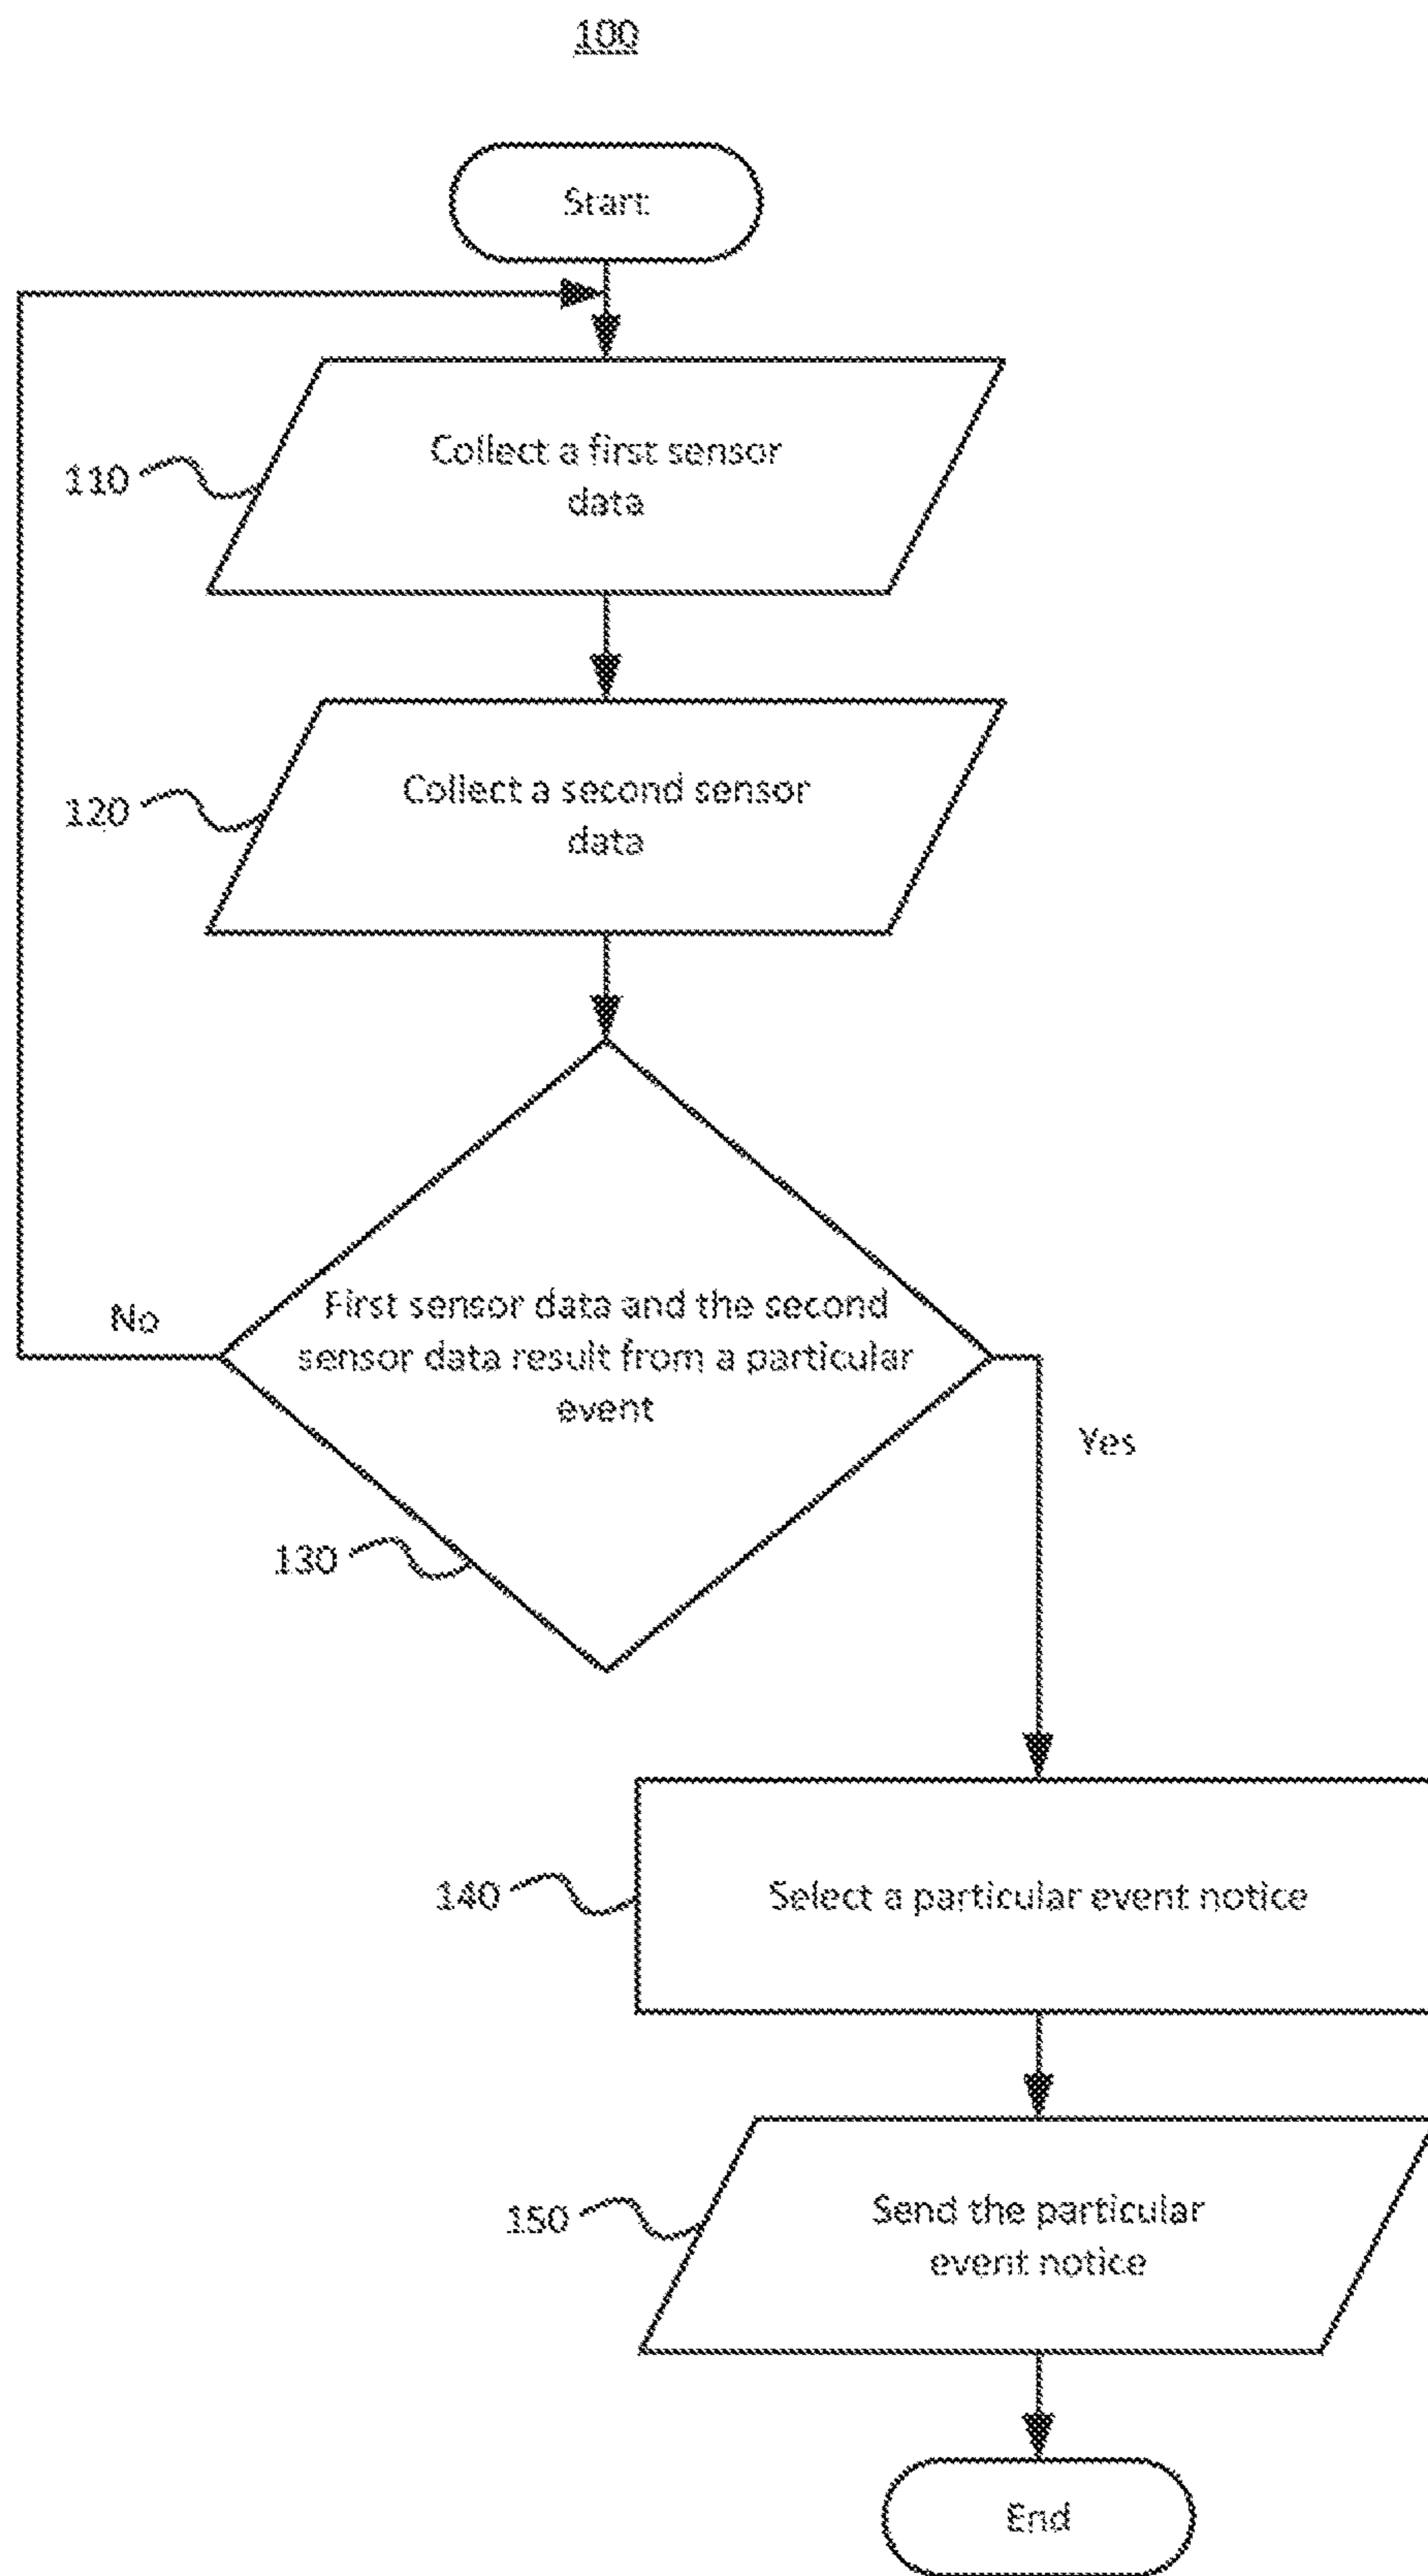 100
Start
Collect a first sensor
data
110
Collect a second sensor
data
120
No
First sensor data and the second
sensor data result from a particular
event
Yes
130
140
Select a particular event notice
150
Send the particular
event notice
End